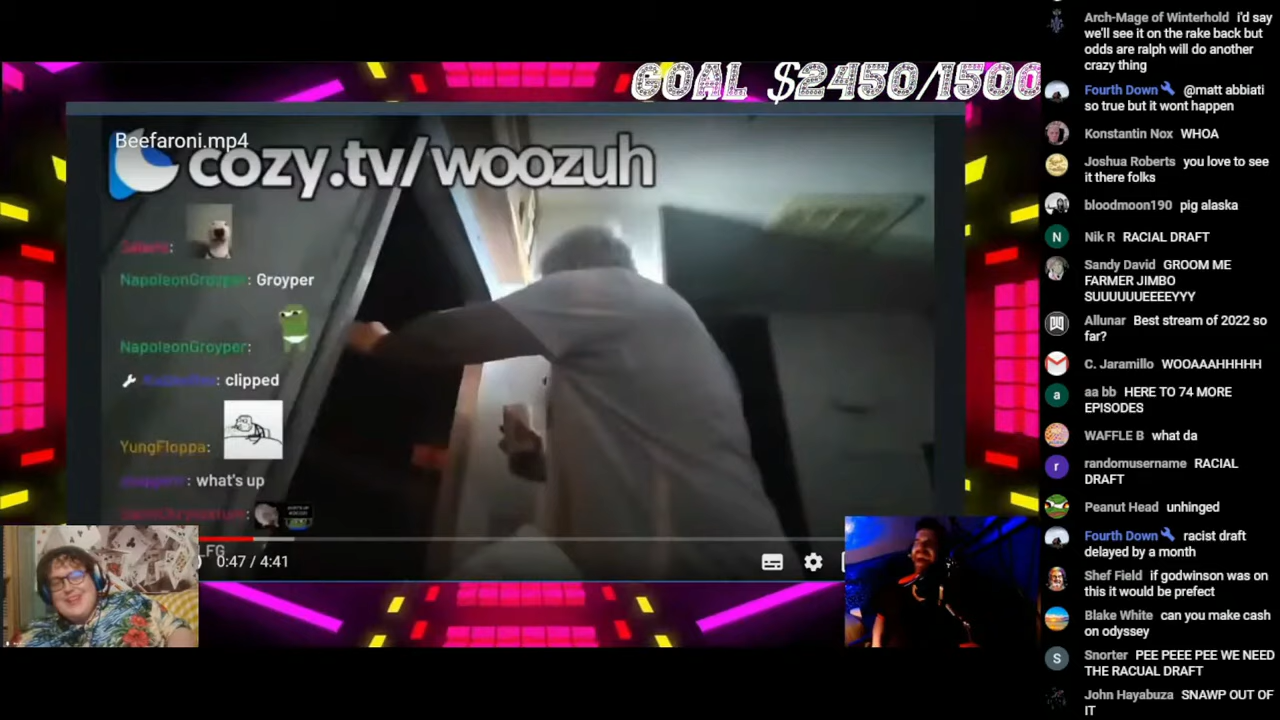 GOAL $2450/1500
Beefaroni.mp4
cozy.tv/woozuh
NapoleonGroyper: Groyper
NapoleonGroyper:
: clipped
YungFloppa:
: what's up
LFG
0:47 / 4:41
Arch-Mage of Winterhold i'd say
we'll see it on the rake back but
odds are ralph will do another
crazy thing
Fourth Down @matt abbiati
so true but it wont happen
Konstantin Nox WHOA
Joshua Roberts you love to see
it there folks
bloodmoon190 pig alaska
N
Nik R RACIAL DRAFT
Sandy David GROOM ME
FARMER JIMBO
SUUUUUEEEEYYY
Allunar Best stream of 2022 so
far?
C. Jaramillo WOOAAAHHHHH
a
aa bb HERE TO 74 MORE
EPISODES
WAFFLE B what da
r
randomusername RACIAL
DRAFT
Peanut Head unhinged
Fourth Down racist draft
delayed by a month
Shef Field if godwinson was on
this it would be prefect
Blake White can you make cash
on odyssey
S
Snorter PEE PEEE PEE WE NEED
THE RACUAL DRAFT
John Hayabuza SNAWP OUT OF
IT